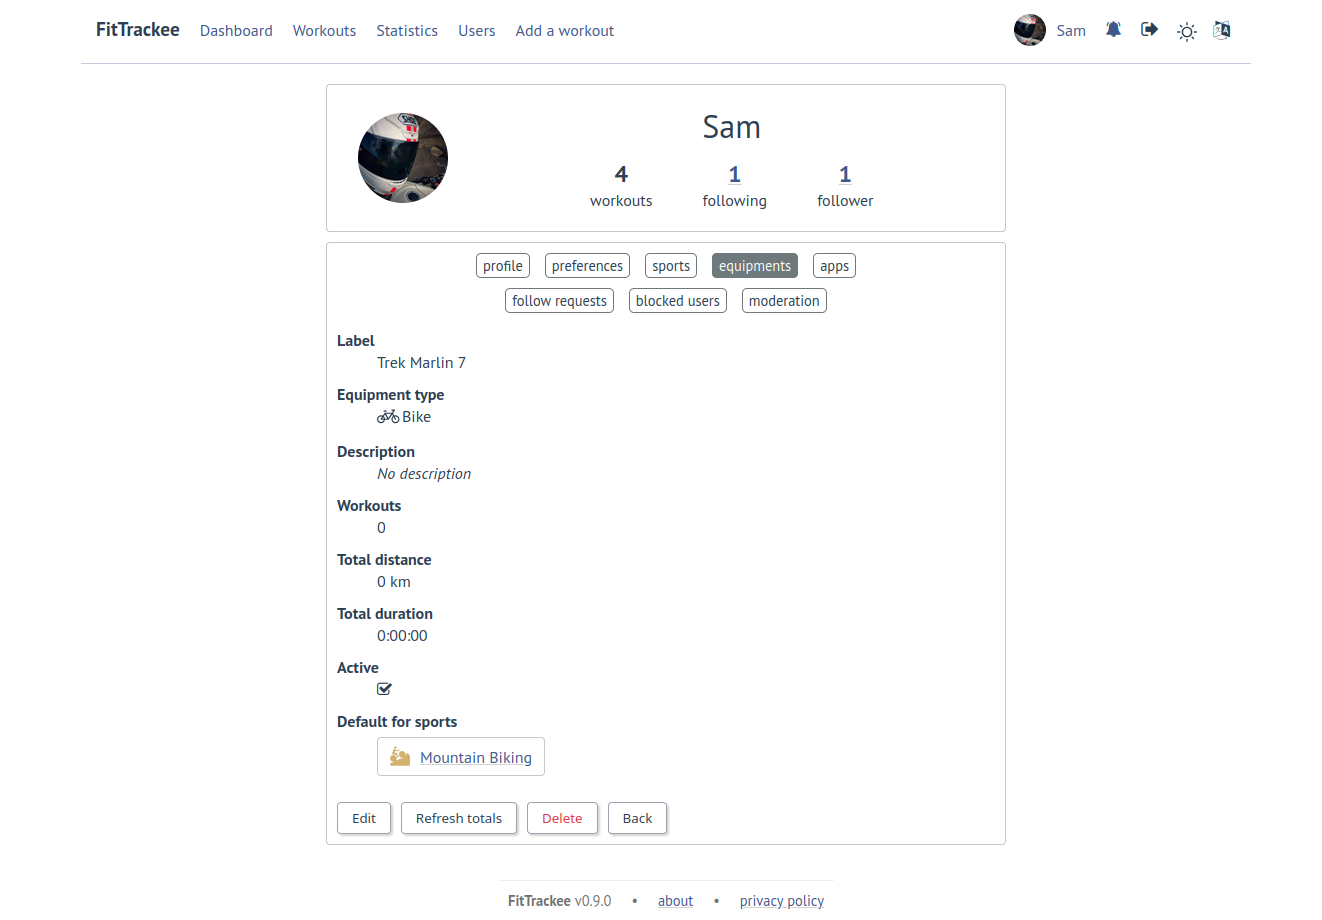 FitTrackee Dashboard Workouts Statistics Users Add a workout Sam
Sam
4 1 1
workouts following follower
profile preferences sports equipments apps
follow requests blocked users moderation
Label
Trek Marlin 7
Equipment type
Bike
Description
No description
Workouts
0
Total distance
0 km
Total duration
0:00:00
Active
Default for sports
Mountain Biking
Edit Refresh totals Delete Back
FitTrackee v0.9.0 • about • privacy policy